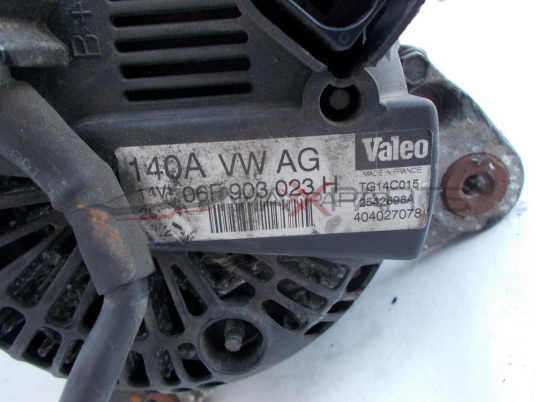 B+
140A VW AG
14V 06F 903 023 H
Valeo
MADE IN FRANCE
TG14C015
2542898A
404027078